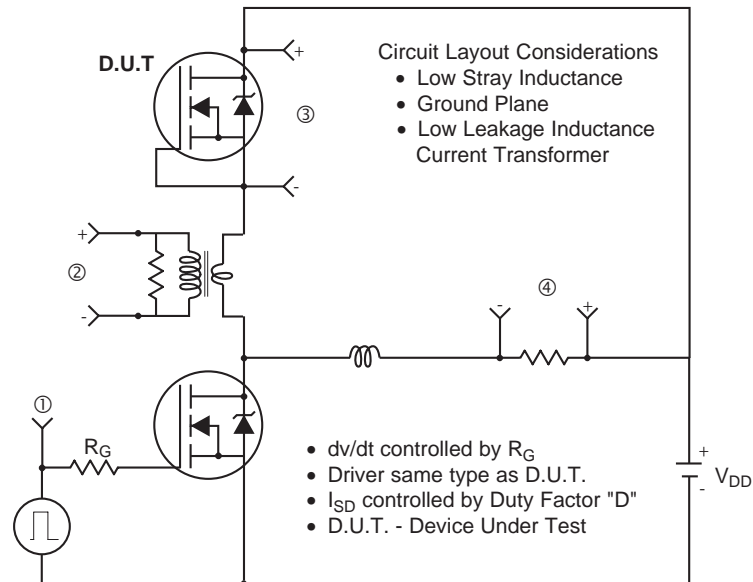 D.U.T
+
Circuit Layout Considerations
• Low Stray Inductance
• Ground Plane
• Low Leakage Inductance
Current Transformer
③
-
+
②
-
④
-
+
①
R_G
• dv/dt controlled by R_G
• Driver same type as D.U.T.
• I_SD controlled by Duty Factor "D"
• D.U.T. - Device Under Test
+
V_DD
-